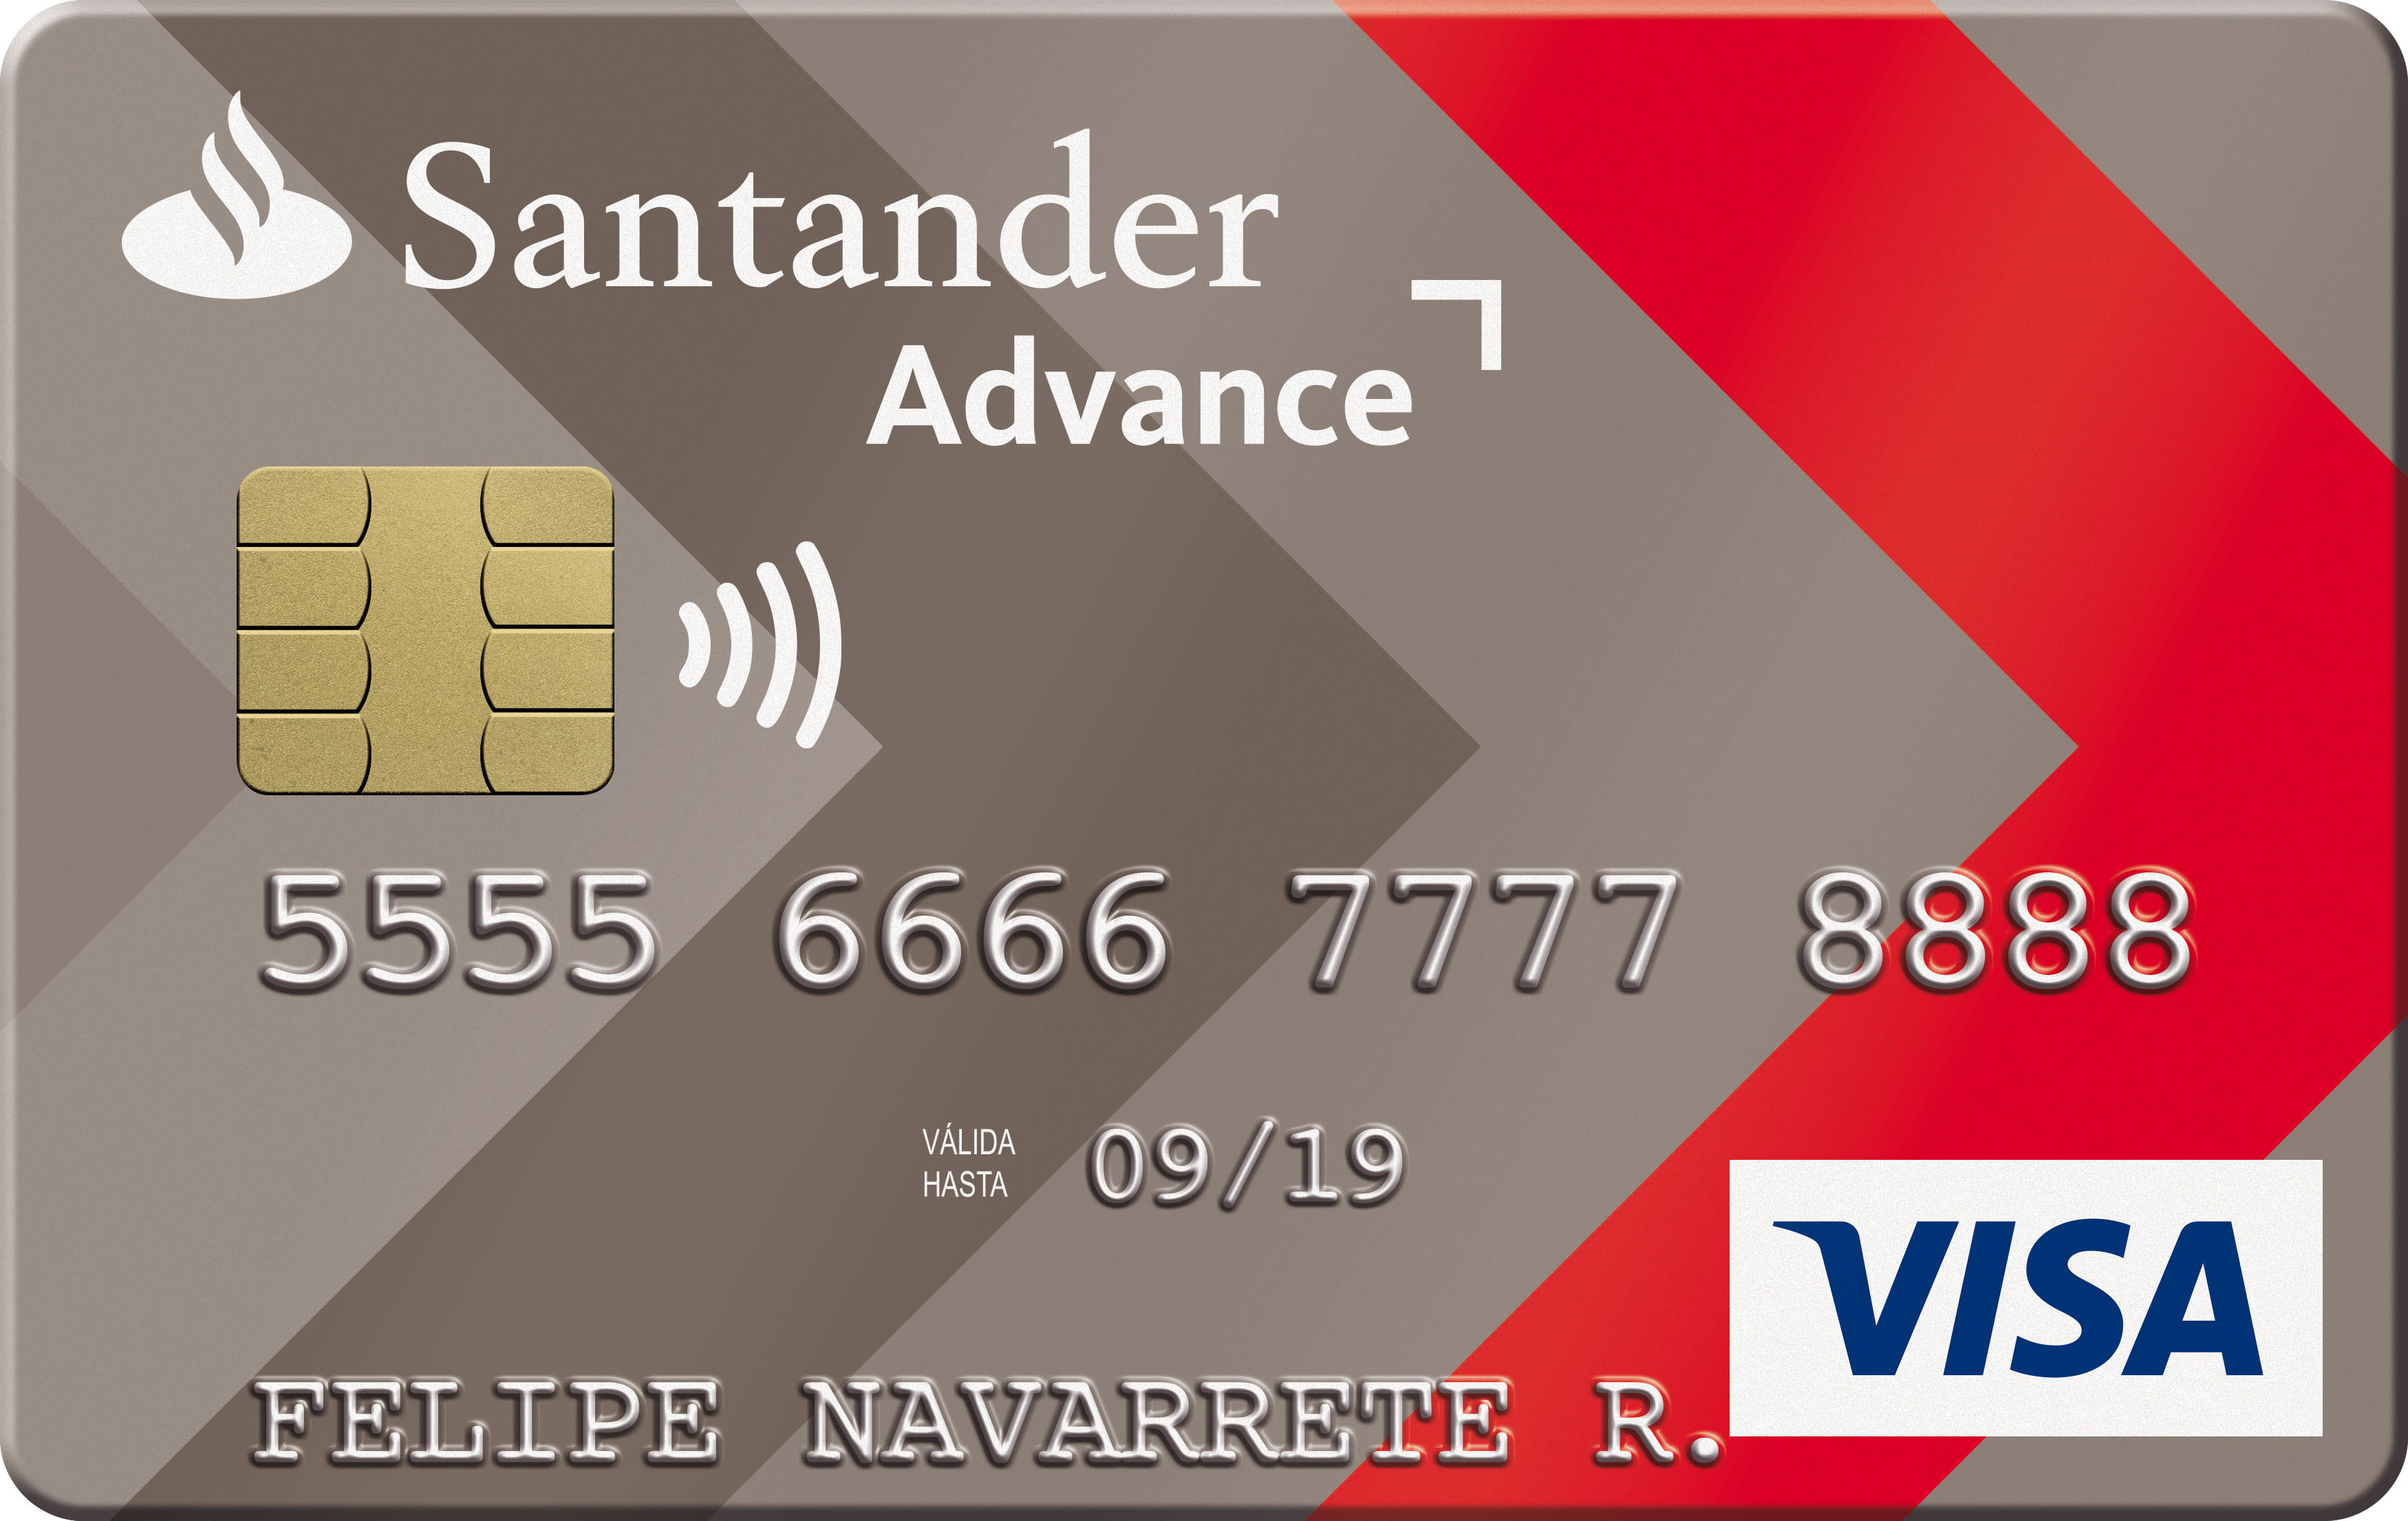 Santander
Advance
5555 6666 7777 8888
VÁLIDA
HASTA
09/19
FELIPE NAVARRETE R.
VISA